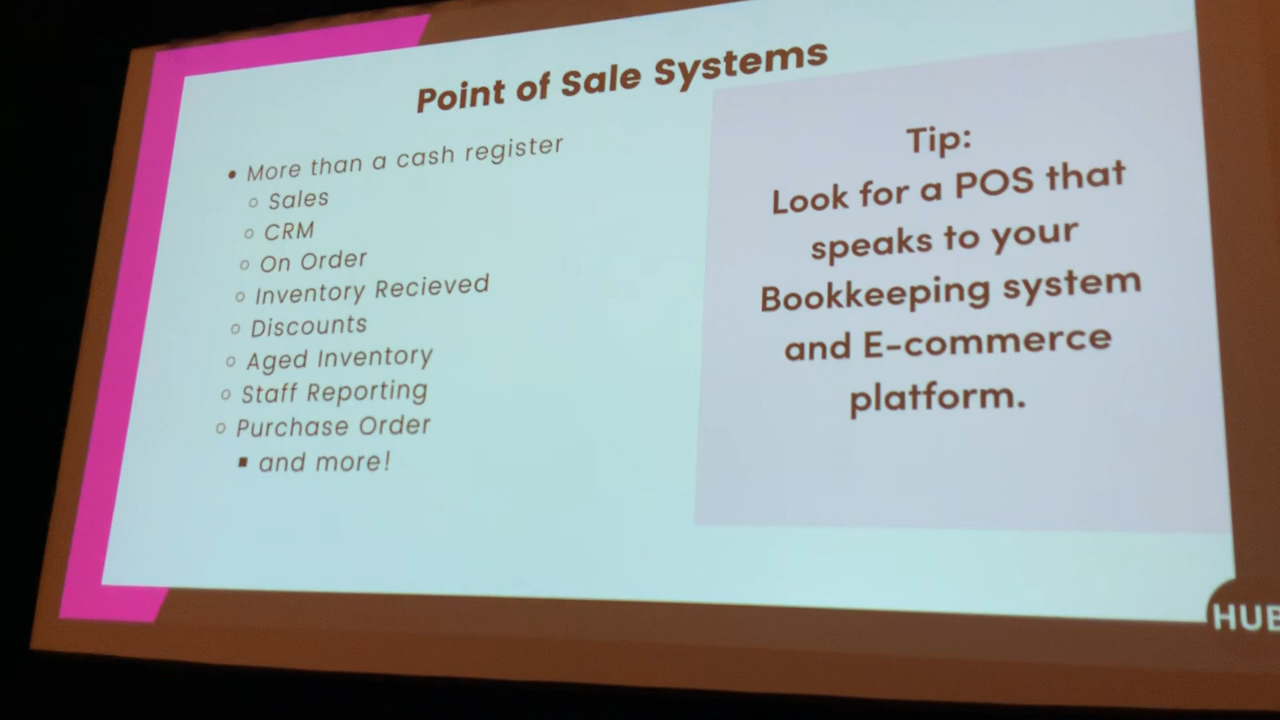 Point of Sale Systems
• More than a cash register
○ Sales
○ CRM
○ On Order
○ Inventory Recieved
○ Discounts
○ Aged Inventory
○ Staff Reporting
○ Purchase Order
▪ and more!
Tip:
Look for a POS that
speaks to your
Bookkeeping system
and E-commerce
platform.
HUB